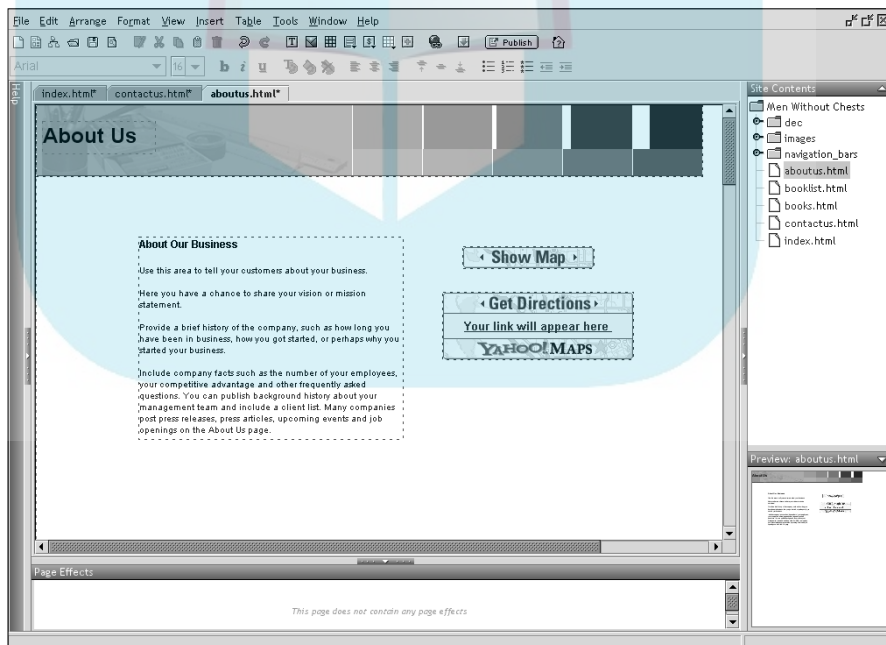 File Edit Arrange Format View Insert Table Tools Window Help
Publish
Arial 16 b i u
Help
index.html* contactus.html* aboutus.html*
About Us
About Our Business
Use this area to tell your customers about your business.
Here you have a chance to share your vision or mission
statement.
Provide a brief history of the company, such as how long you
have been in business, how you got started, or perhaps why you
started your business.
Include company facts such as the number of your employees,
your competitive advantage and other frequently asked
questions. You can publish background history about your
management team and include a client list. Many companies
post press releases, press articles, upcoming events and job
openings on the About Us page.
Show Map
Get Directions
Your link will appear here
YAHOO! MAPS
Site Contents
Men Without Chests
dec
images
navigation_bars
aboutus.html
booklist.html
books.html
contactus.html
index.html
Preview: aboutus.html
Page Effects
This page does not contain any page effects